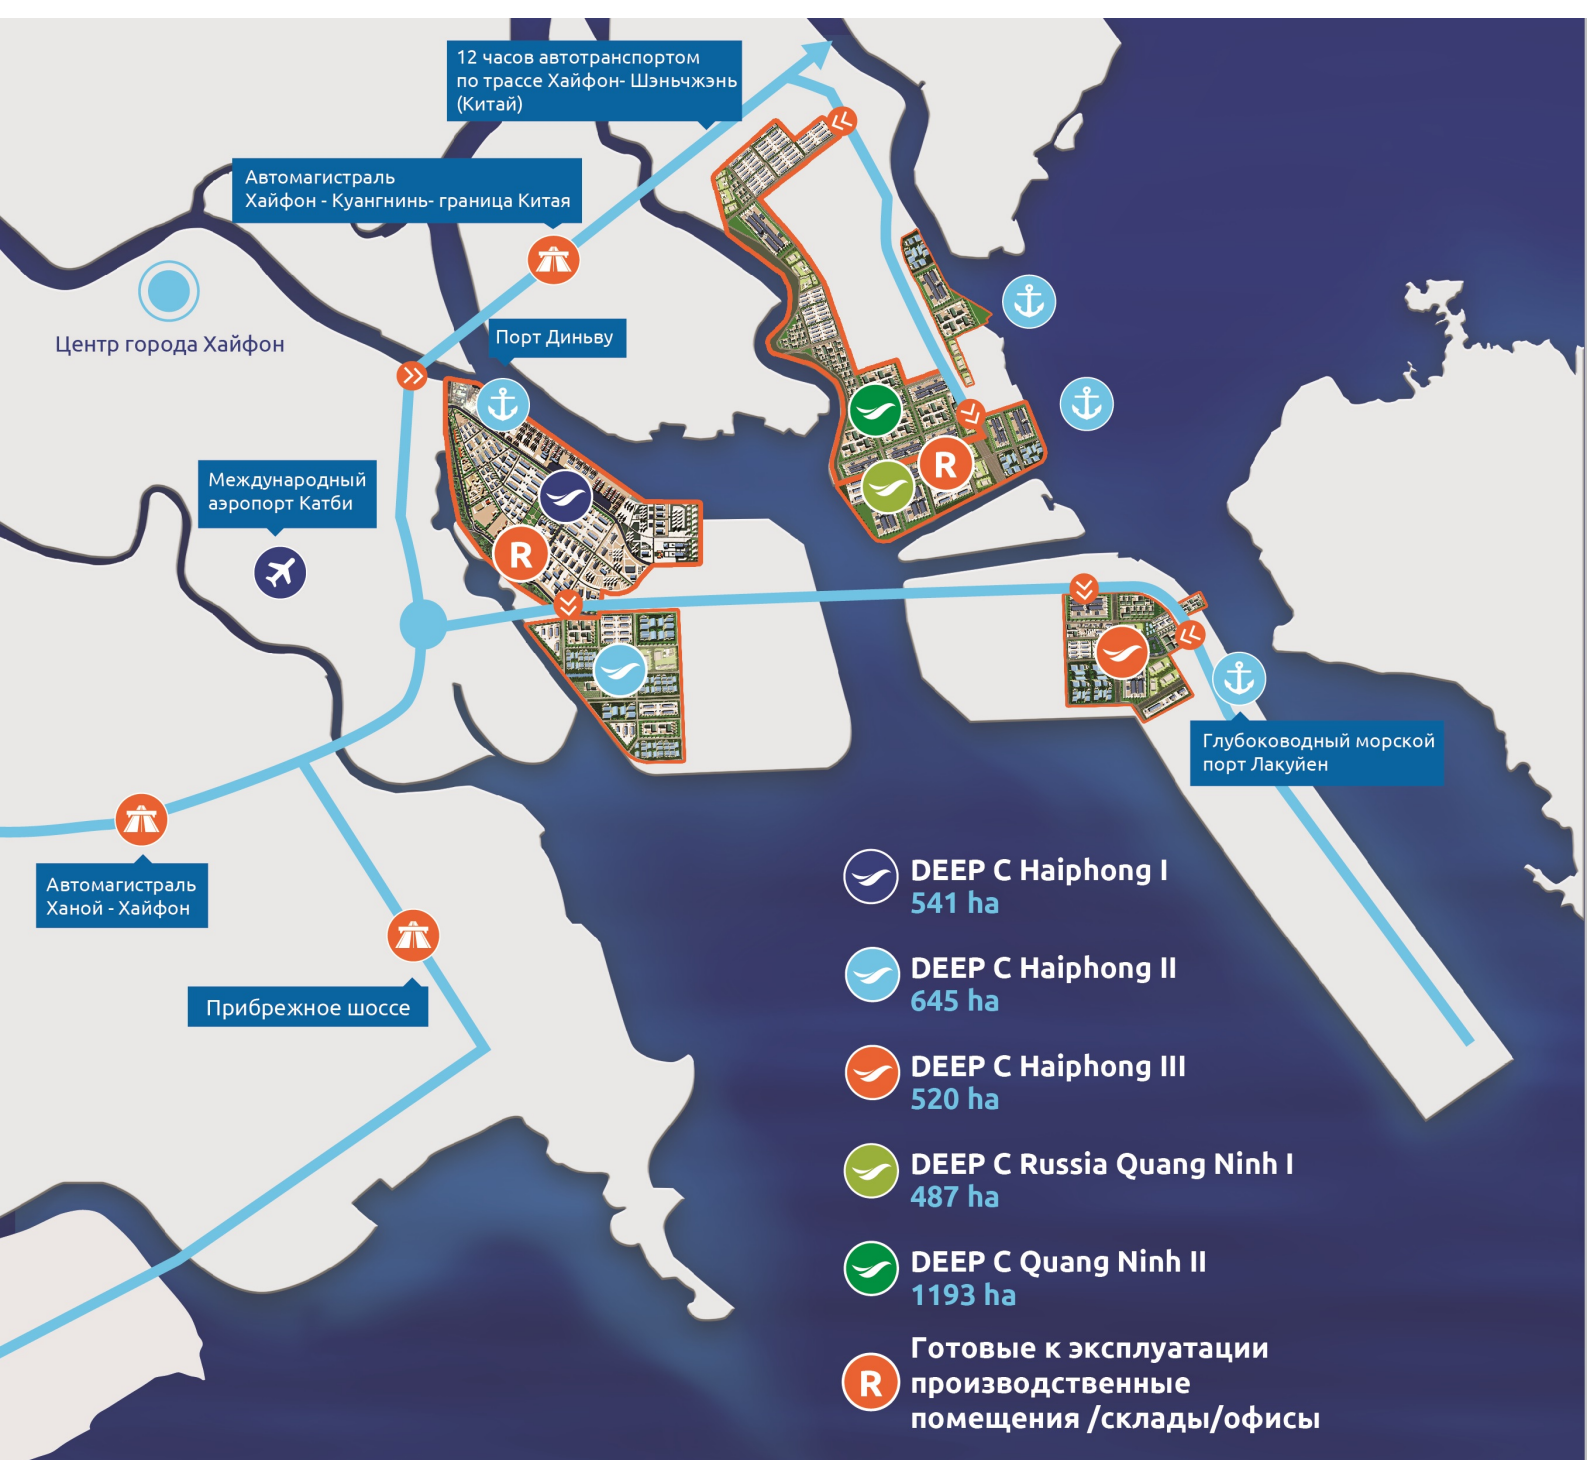 12 часов автотранспортом
по трассе Хайфон- Шэньчжэнь
(Китай)
Автомагистраль
Хайфон - Куангнинь- граница Китая
Центр города Хайфон
Порт Диньву
Международный
аэропорт Катби
R
R
Глубоководный морской
порт Лакуйен
Автомагистраль
Ханой - Хайфон
Прибрежное шоссе
DEEP C Haiphong I
541 ha
DEEP C Haiphong II
645 ha
DEEP C Haiphong III
520 ha
DEEP C Russia Quang Ninh I
487 ha
DEEP C Quang Ninh II
1193 ha
R
Готовые к эксплуатации
производственные
помещения /склады/офисы